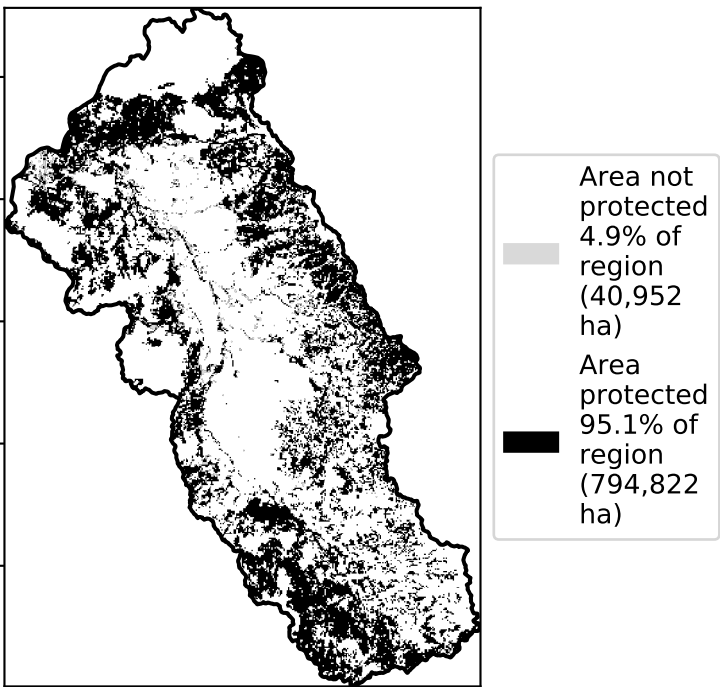 Area not
protected
4.9% of
region
(40,952
ha)
Area
protected
95.1% of
region
(794,822
ha)